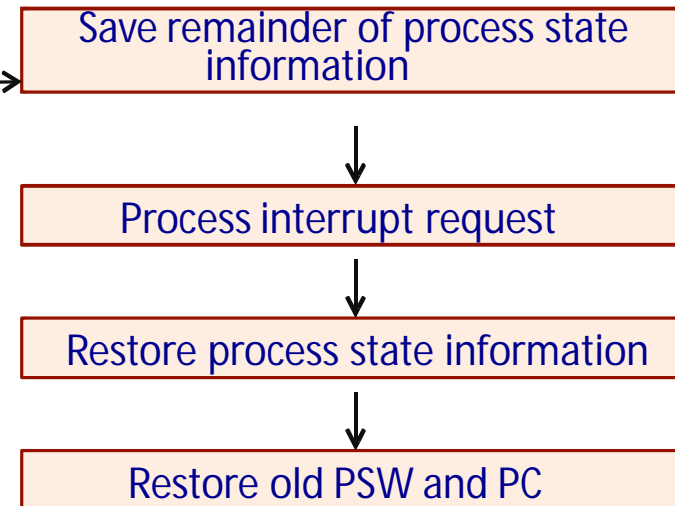 Save remainder of process state
information
Process interrupt request
Restore process state information
Restore old PSW and PC